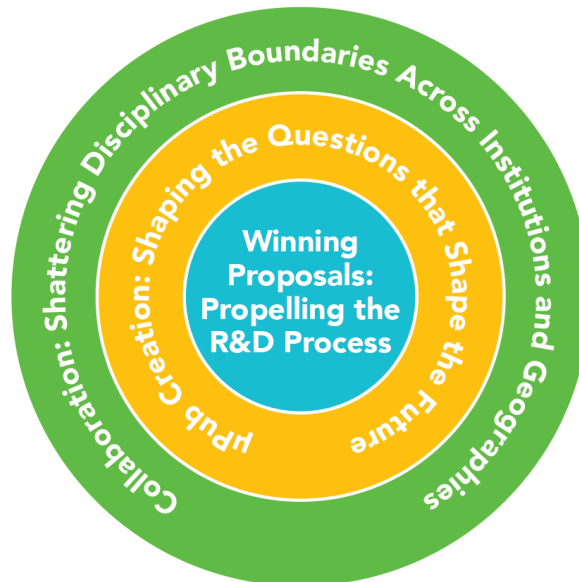 Collaboration: Shattering Disciplinary Boundaries Across Institutions and Geographies
µPub Creation: Shaping the Questions that Shape the Future
Winning
Proposals:
Propelling the
R&D Process